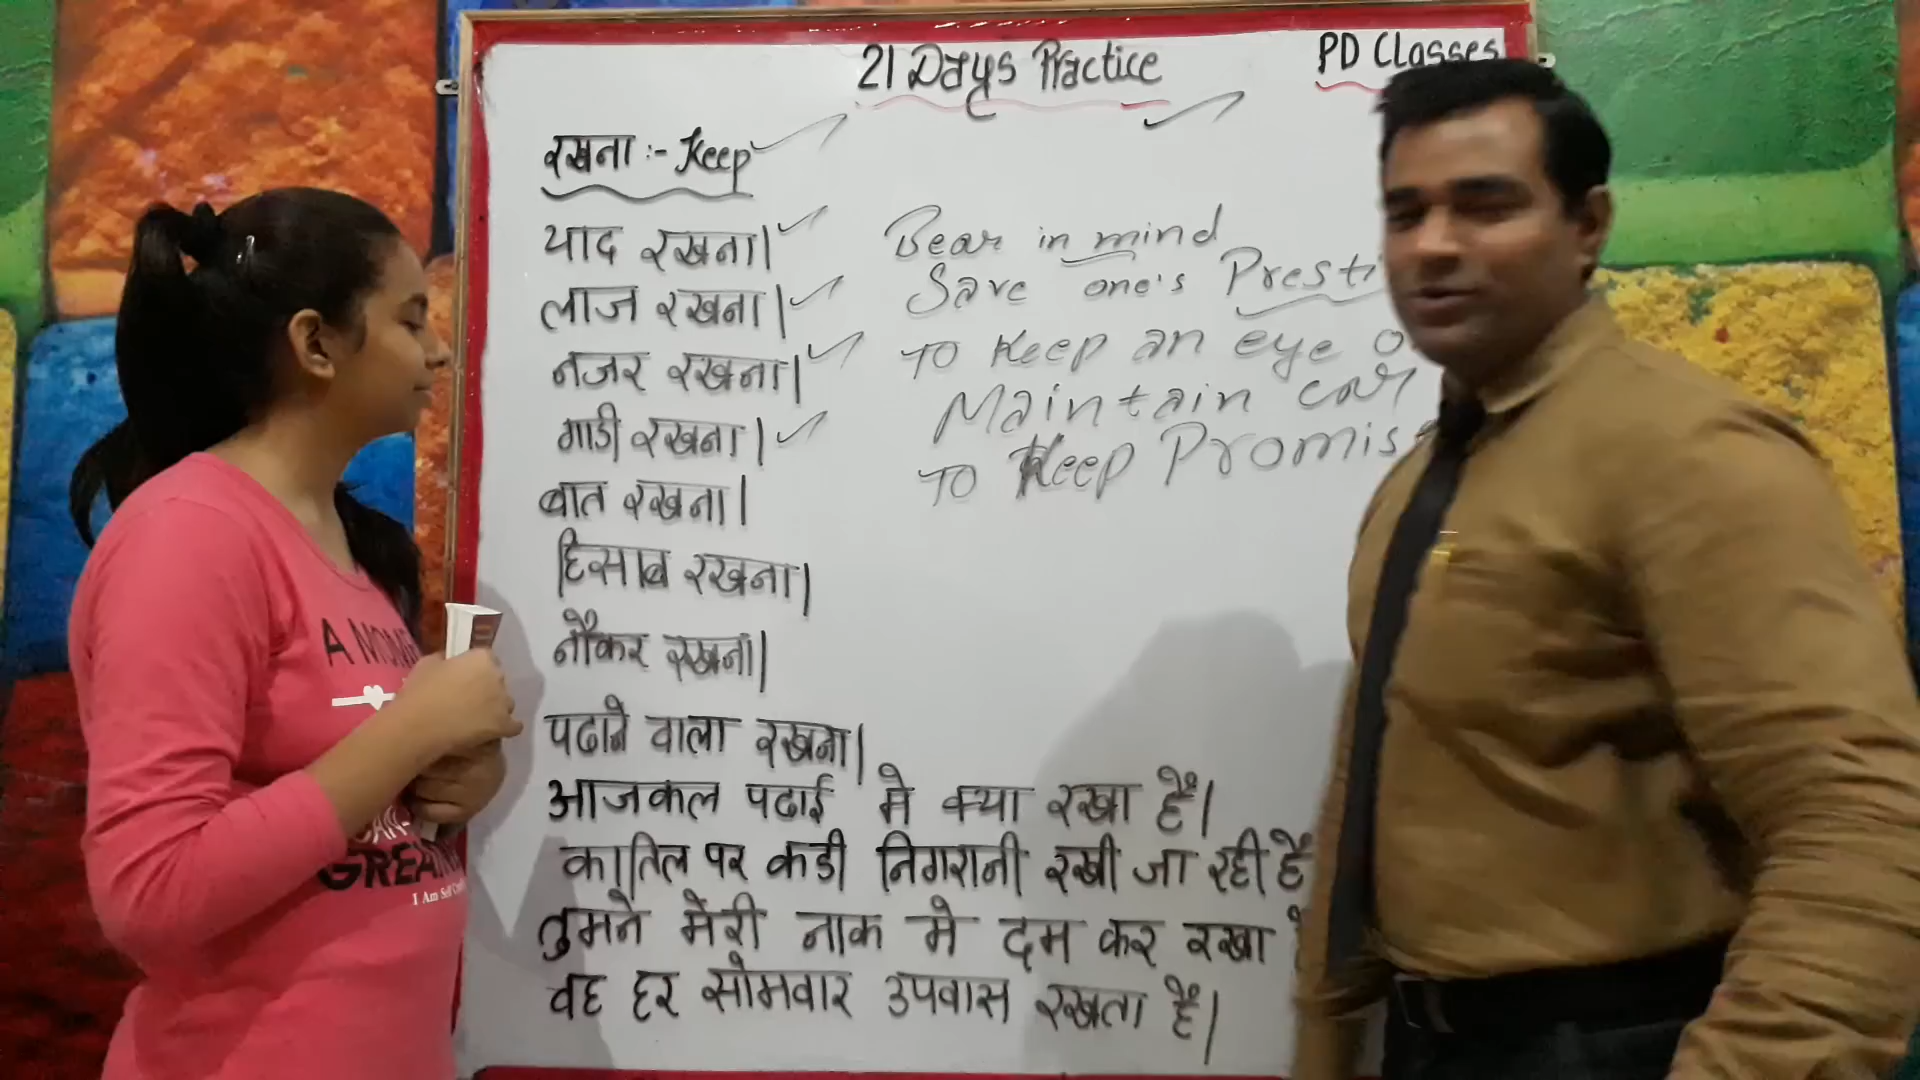 21 Days Practice
PD Classes
रखना :- Keep
याद रखना। Bear in mind
लाज रखना। Save one's
नजर रखना। TO Keep an eye
गाडी रखना। Maintain
बात रखना। TO Keep
हिसाब रखना।
नौकर रखना।
पढाने वाला रखना।
आजकल पढाई मे क्या रखा हैं।
कातिल पर कडी निगरानी रखी जा रही हैं
तुमने मेरी नाक मे दम कर रखा
वह हर सोमवार उपवास रखता हैं।
A
GREAT
I Am